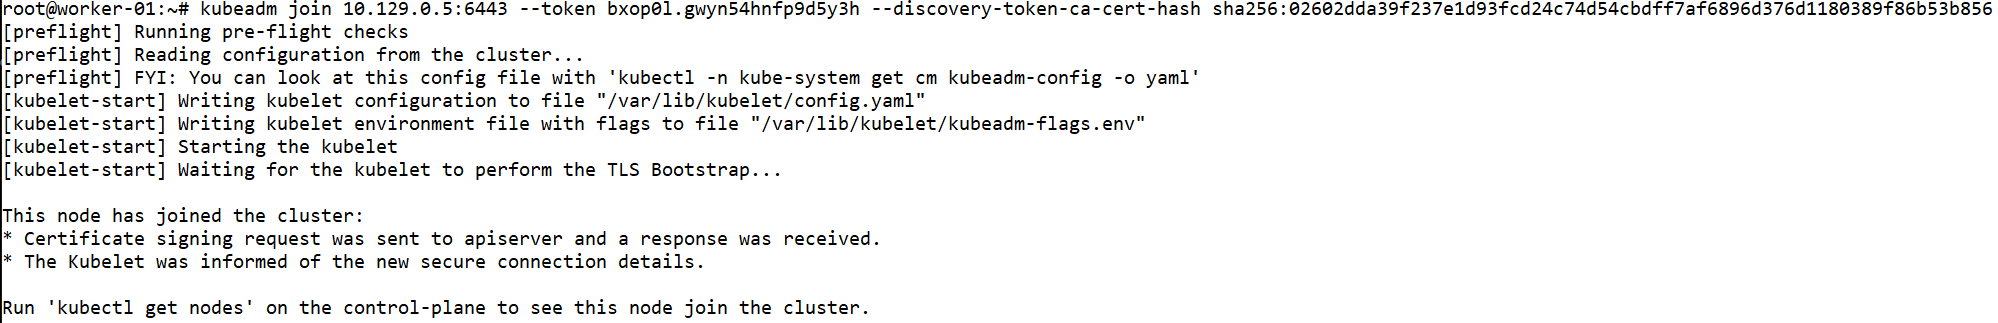 root@worker-01:~# kubeadm join 10.129.0.5:6443 --token bxop0l.gwyn54hnfp9d5y3h --discovery-token-ca-cert-hash sha256:02602dda39f237e1d93fcd24c74d54cbdff7af6896d376d1180389f86b53b856
[preflight] Running pre-flight checks
[preflight] Reading configuration from the cluster...
[preflight] FYI: You can look at this config file with 'kubectl -n kube-system get cm kubeadm-config -o yaml'
[kubelet-start] Writing kubelet configuration to file "/var/lib/kubelet/config.yaml"
[kubelet-start] Writing kubelet environment file with flags to file "/var/lib/kubelet/kubeadm-flags.env"
[kubelet-start] Starting the kubelet
[kubelet-start] Waiting for the kubelet to perform the TLS Bootstrap...
This node has joined the cluster:
* Certificate signing request was sent to apiserver and a response was received.
* The Kubelet was informed of the new secure connection details.
Run 'kubectl get nodes' on the control-plane to see this node join the cluster.